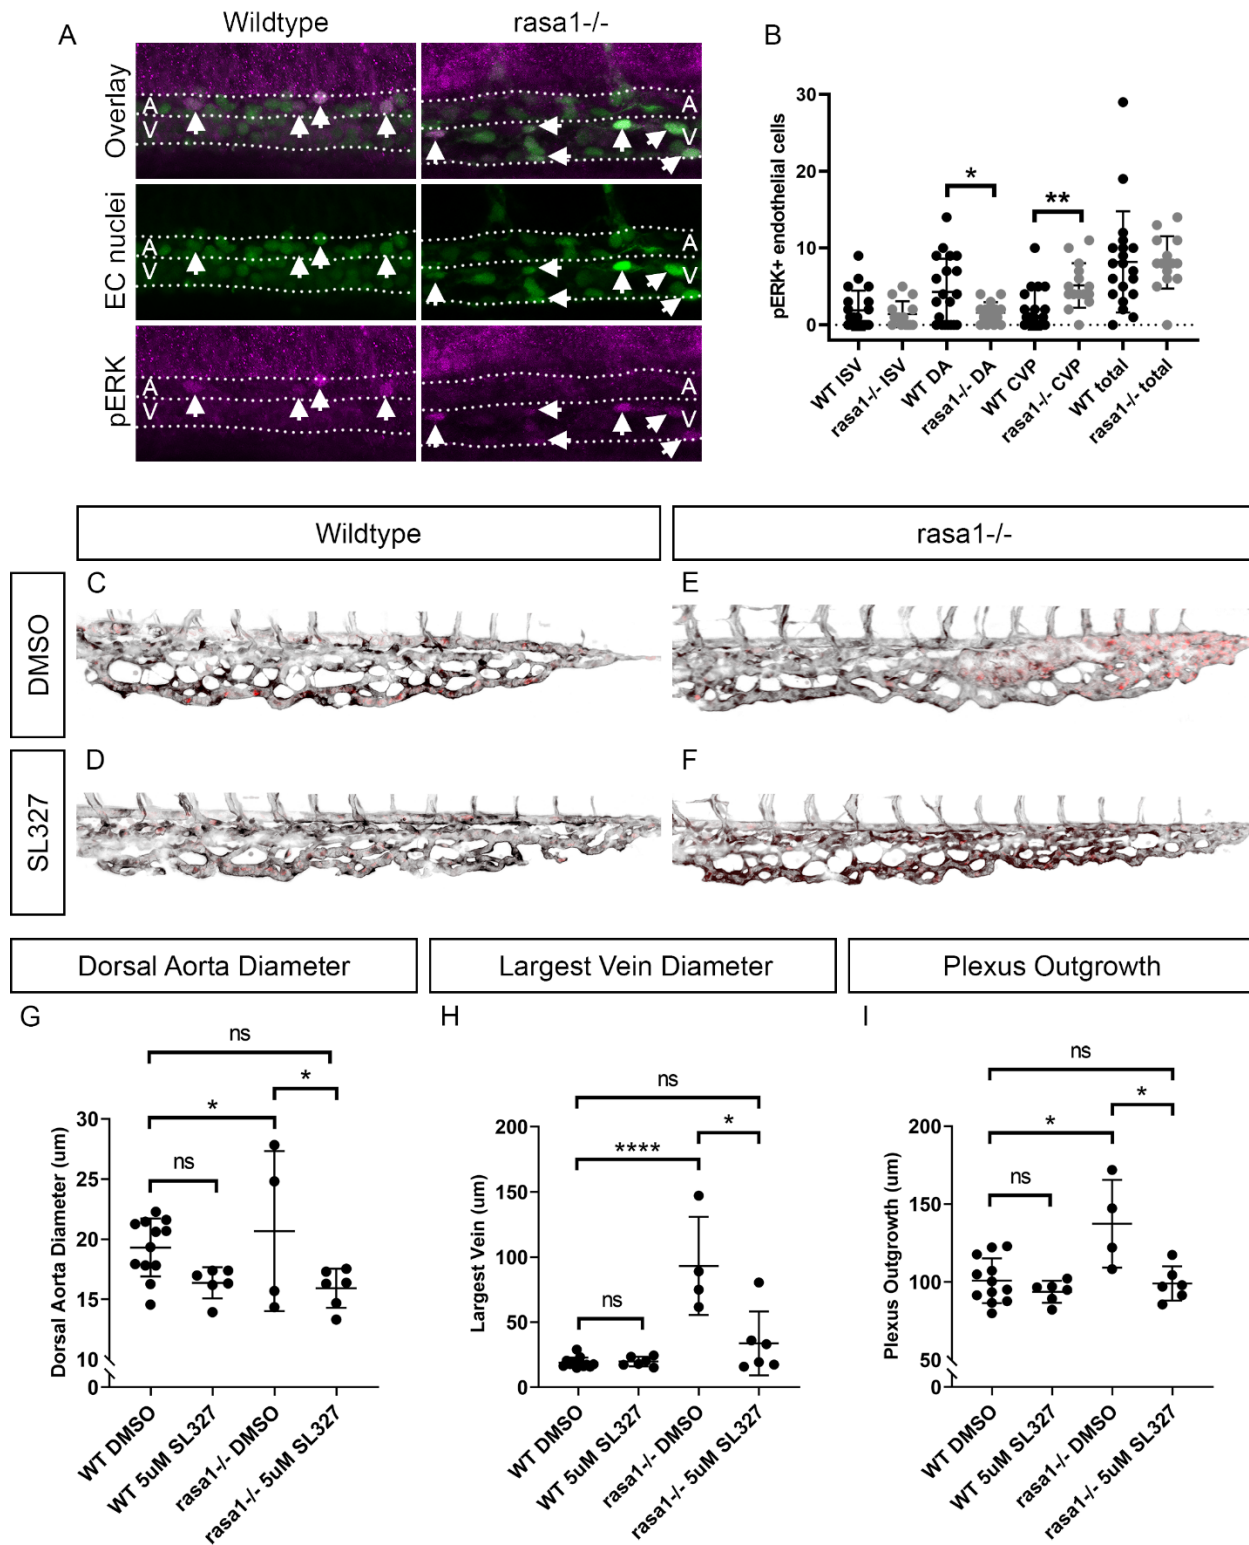 A
Wildtype
rasa1-/-
Overlay
A
V
A
V
EC nuclei
A
V
A
V
pERK
A
V
A
V
B
pERK+ endothelial cells
30
20
10
0
*
**
WT ISV
rasa1-/- ISV
WT DA
rasa1-/- DA
WT CVP
rasa1-/- CVP
WT total
rasa1-/- total
Wildtype
rasa1-/-
DMSO
C
E
SL327
D
F
Dorsal Aorta Diameter
Largest Vein Diameter
Plexus Outgrowth
G
ns
*
*
ns
Dorsal Aorta Diameter (um)
30
25
20
15
10
0
WT DMSO
WT 5uM SL327
rasa1-/- DMSO
rasa1-/- 5uM SL327
H
ns
*
****
ns
Largest Vein (um)
200
150
100
50
0
WT DMSO
WT 5uM SL327
rasa1-/- DMSO
rasa1-/- 5uM SL327
I
ns
*
*
ns
Plexus Outgrowth (um)
200
150
100
50
0
WT DMSO
WT 5uM SL327
rasa1-/- DMSO
rasa1-/- 5uM SL327